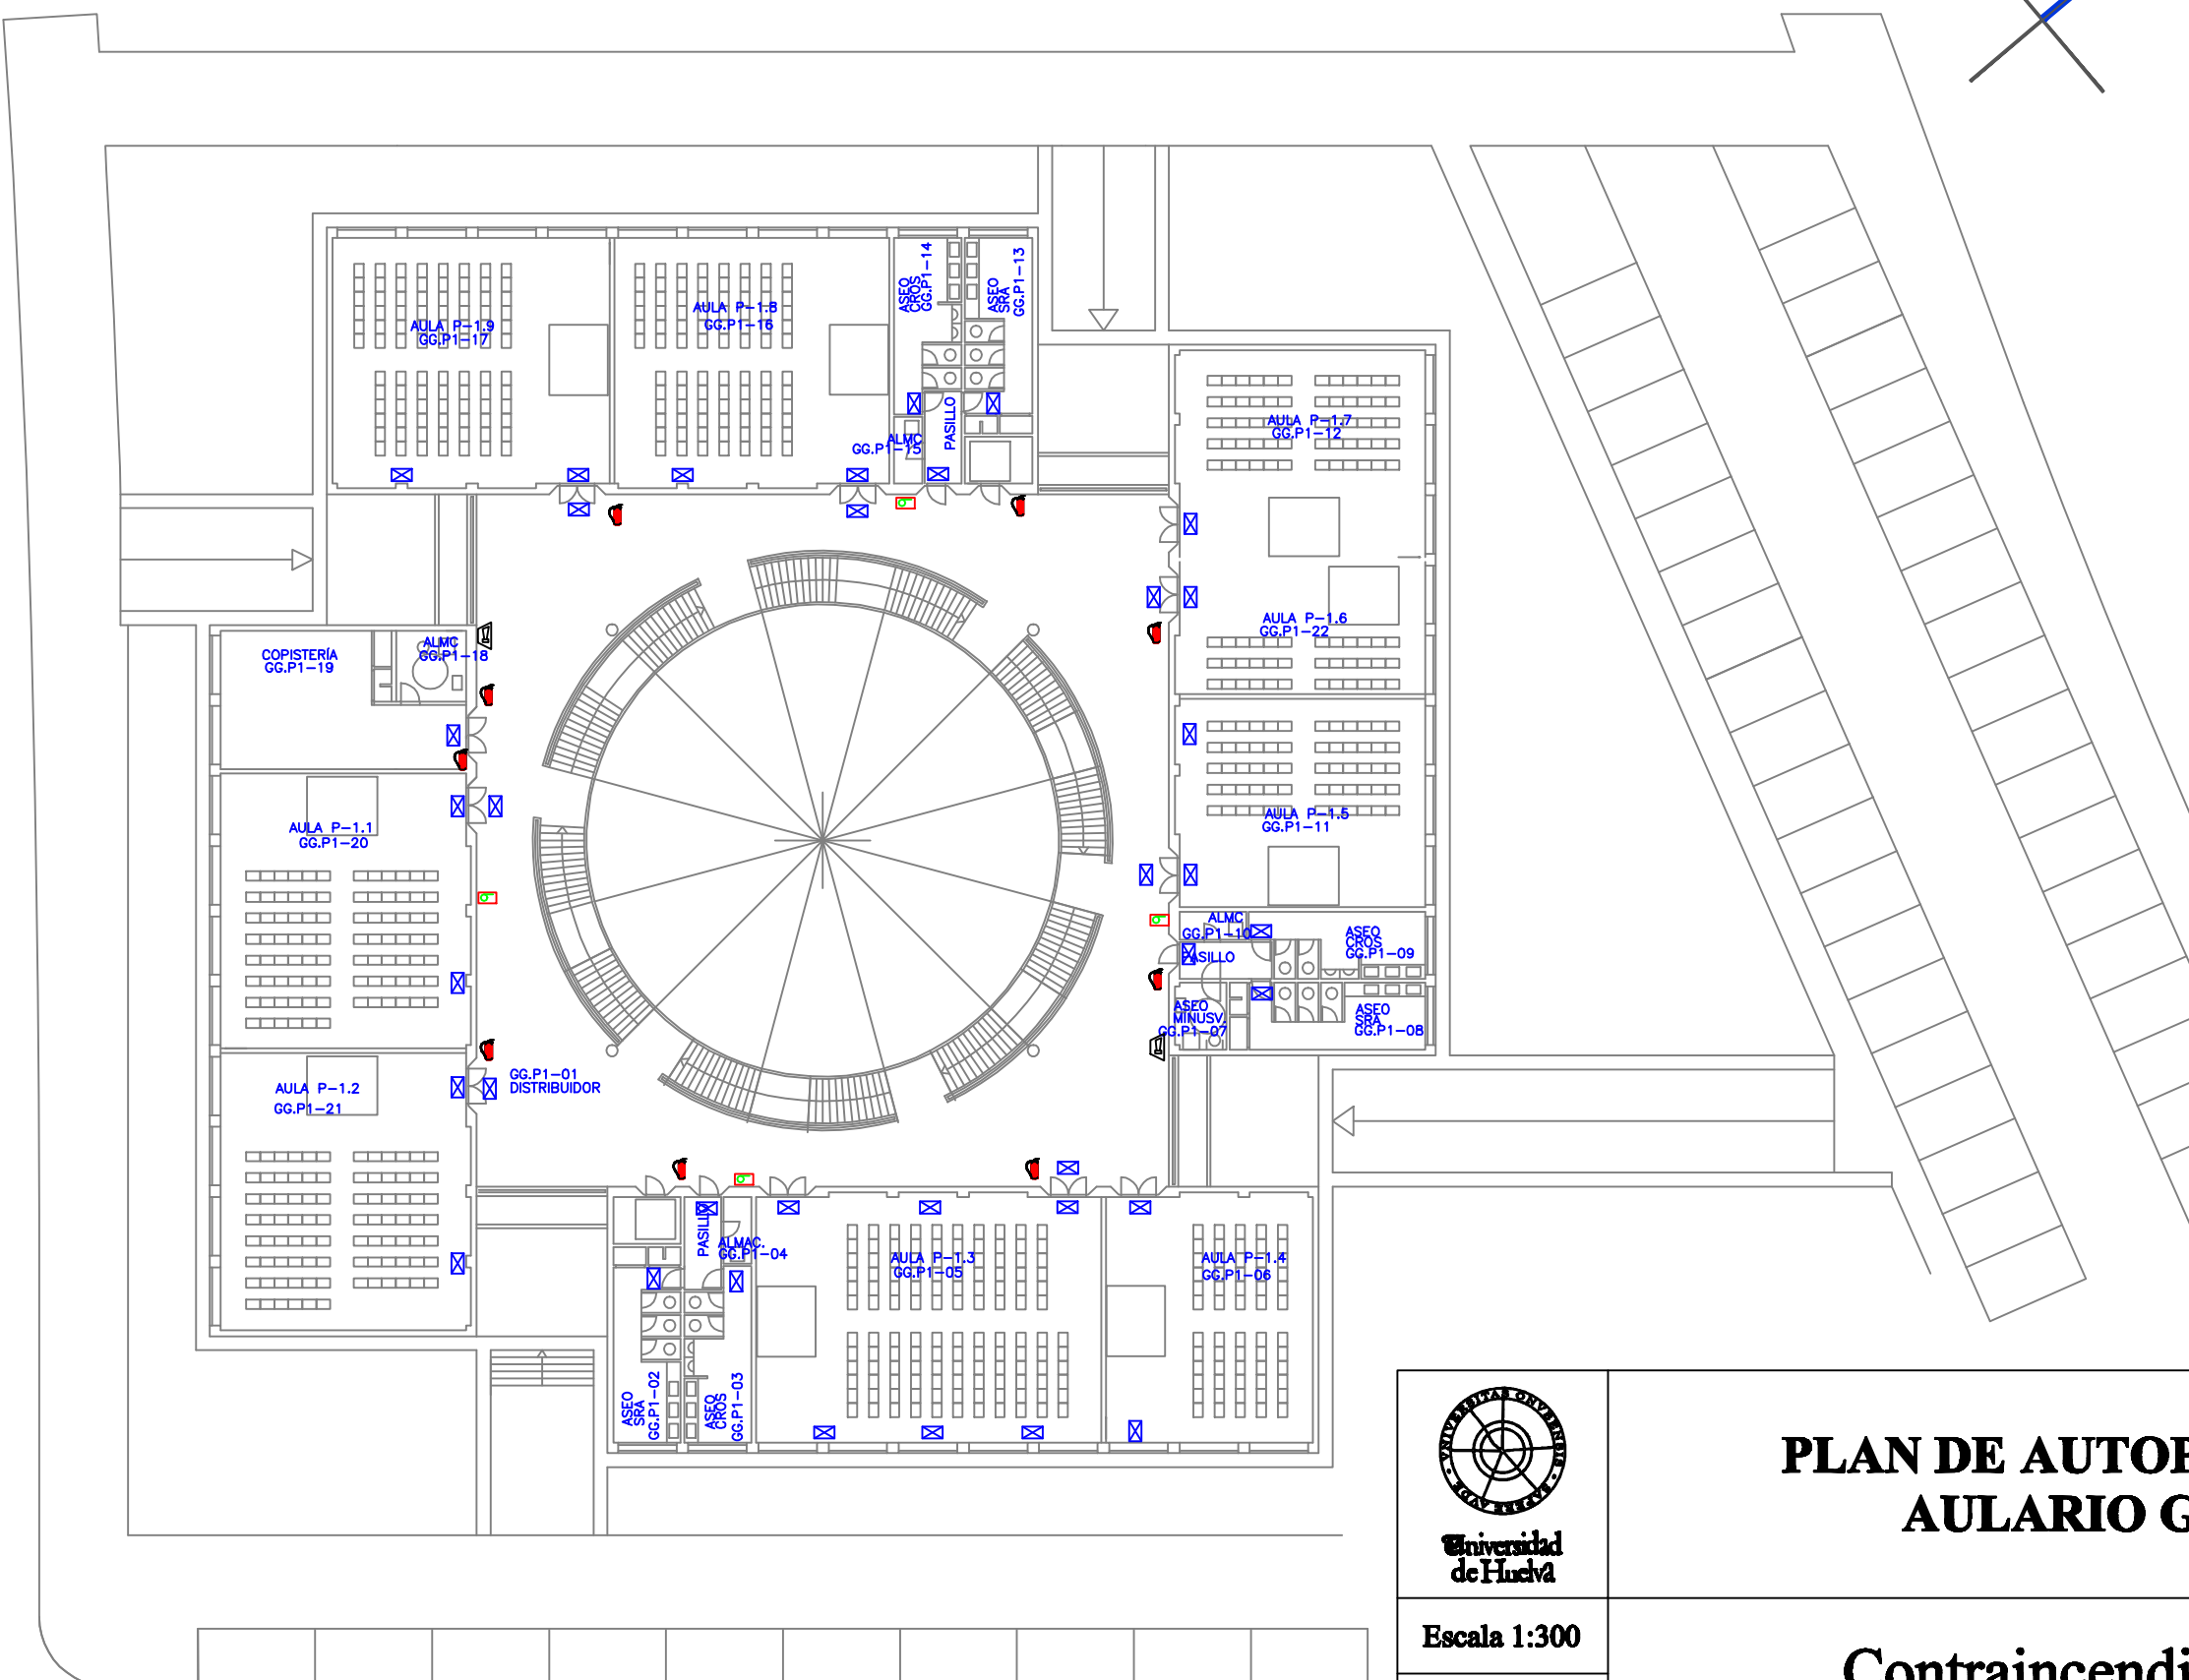 AULA P-1.9
GG.P1-17
AULA P-1.8
GG.P1-16
ASEO
CROS
GG.P1-14
ASEO
SRA
GG.P1-13
ALMC
GG.P1-15
PASILLO
AULA P-1.7
GG.P1-12
AULA P-1.6
GG.P1-22
COPISTERÍA
GG.P1-19
ALMC
GG.P1-18
AULA P-1.1
GG.P1-20
AULA P-1.5
GG.P1-11
ALMC
GG.P1-10
PASILLO
ASEO
CROS
GG.P1-09
ASEO
MINUSV.
GG.P1-07
ASEO
SRA
GG.P1-08
AULA P-1.2
GG.P1-21
GG.P1-01
DISTRIBUIDOR
PASILLO
ALMAC.
GG.P1-04
AULA P-1.3
GG.P1-05
AULA P-1.4
GG.P1-06
ASEO
SRA
GG.P1-02
ASEO
CROS
GG.P1-03
VNIVERSITAS ONVBENSIS · SAPERE AVDE ·
Universidad
de Huelva
PLAN DE AUTOP
AULARIO G
Escala 1:300
Contraincendi